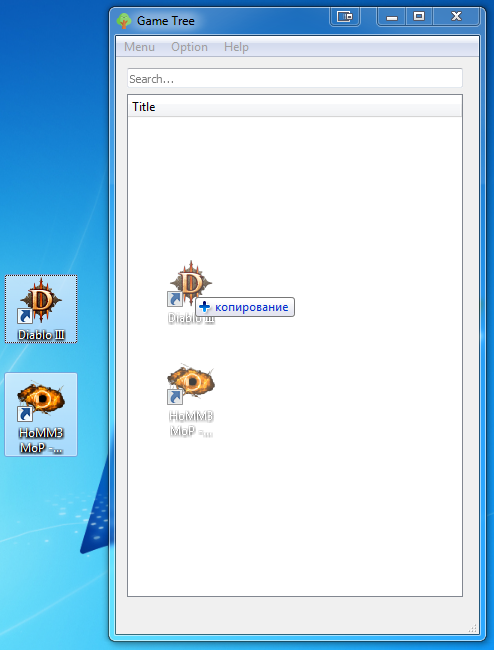 Game Tree
Menu Option Help
Search...
Title
Diablo III
Diablo III
копирование
HoMM3
MoP -...
HoMM3
MoP -...